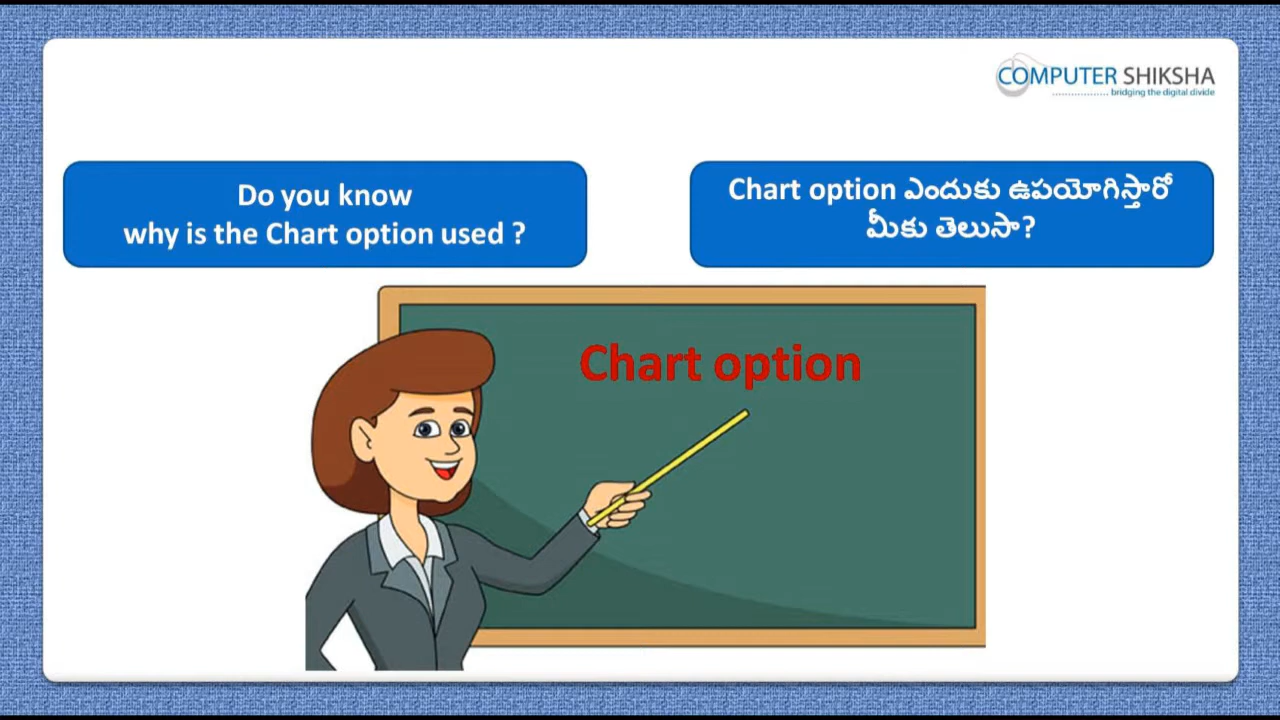 COMPUTER SHIKSHA
bridging the digital divide
Do you know
why is the Chart option used ?
Chart option ఎందుకు ఉపయోగిస్తారో
మీకు తెలుసా?
Chart option